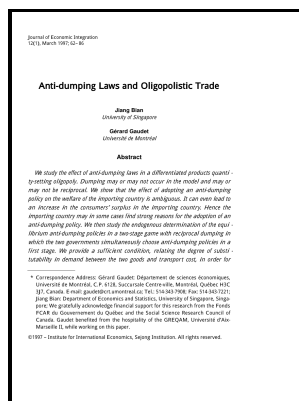 Journal of Economic Integration
12(1), March 1997; 62-86
Anti-dumping Laws and Oligopolistic Trade
Jiang Bian
University of Singapore
Gérard Gaudet
Université de Montréal
Abstract
We study the effect of anti-dumping laws in a differentiated products quanti -
ty-setting oligopoly. Dumping may or may not occur in the model and may or
may not be reciprocal. We show that the effect of adopting an anti-dumping
policy on the welfare of the importing country is ambiguous. It can even lead to
an increase in the consumers' surplus in the importing country. Hence the
importing country may in some cases find strong reasons for the adoption of an
anti-dumping policy. We then study the endogenous determination of the equi -
librium anti-dumping policies in a two-stage game with reciprocal dumping in
which the two governments simultaneously choose anti-dumping policies in a
first stage. We provide a sufficient condition, relating the degree of substi -
tutability in demand between the two goods and transport cost, in order for
* Correspondence Address: Gérard Gaudet: Département de sciences économiques,
Université de Montréal, C.P. 6128, Succursale Centre-ville, Montréal, Québec H3C
3J7, Canada. E-mail: gaudet@crt.umontreal.ca; Tel.: 514-343-7908; Fax: 514-343-7221;
Jiang Bian: Department of Economics and Statistics, University of Singapore, Singa-
pore; We gratefully acknowledge financial support for this research from the Fonds
FCAR du Gouvernement du Québec and the Social Science Research Council of
Canada. Gaudet benefited from the hospitality of the GREQAM, Université d'Aix-
Marseille II, while working on this paper.
©1997 – Institute for Economic Integration, Sejong Institution. All rights reserved.